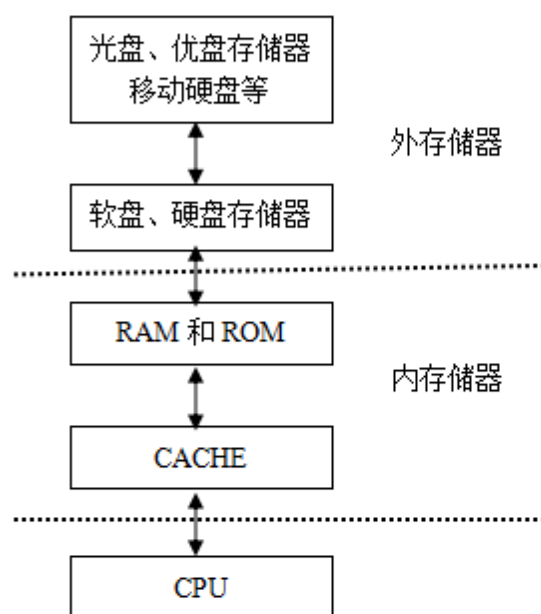 光盘、优盘存储器
移动硬盘等
外存储器
软盘、硬盘存储器
RAM 和 ROM
内存储器
CACHE
CPU